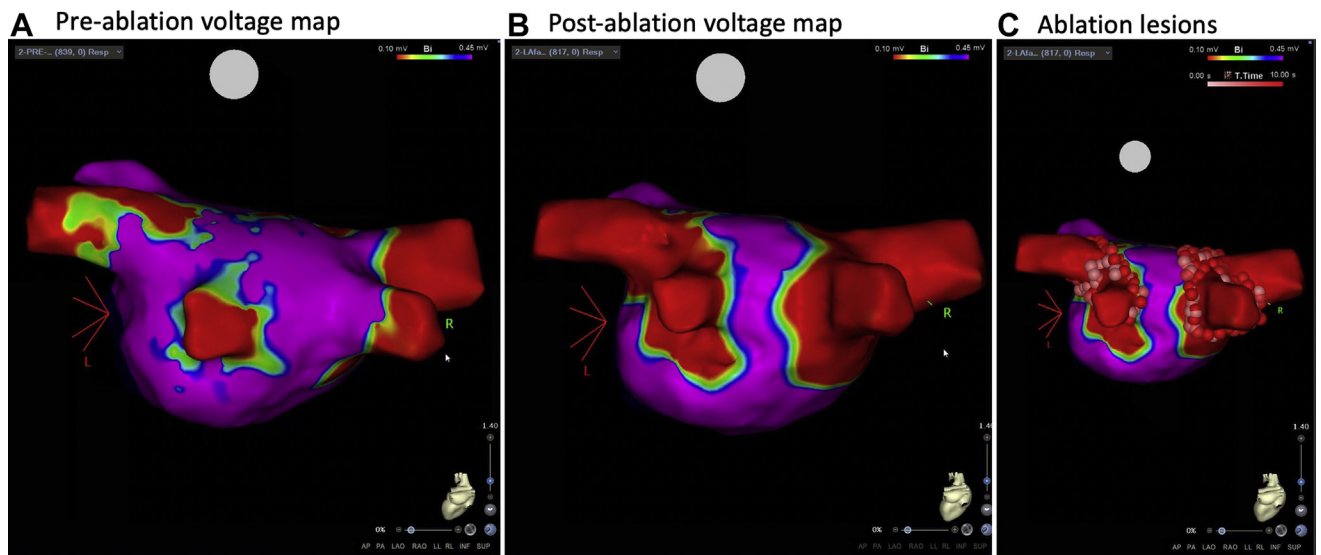 A Pre-ablation voltage map
2-PRE-... (839, 0) Resp
Bi
0.10 mV 0.45 mV
R
L
1.40
0%
AP PA LAO RAO LL RL INF SUP
B Post-ablation voltage map
2-LAfa... (817, 0) Resp
Bi
0.10 mV 0.45 mV
R
L
1.40
0%
AP PA LAO RAO LL RL INF SUP
C Ablation lesions
2-LAfa... (817, 0) Resp
Bi
0.10 mV 0.45 mV
0.00 s T.Time 10.00 s
R
L
1.40
0%
AP PA LAO RAO LL RL INF SUP